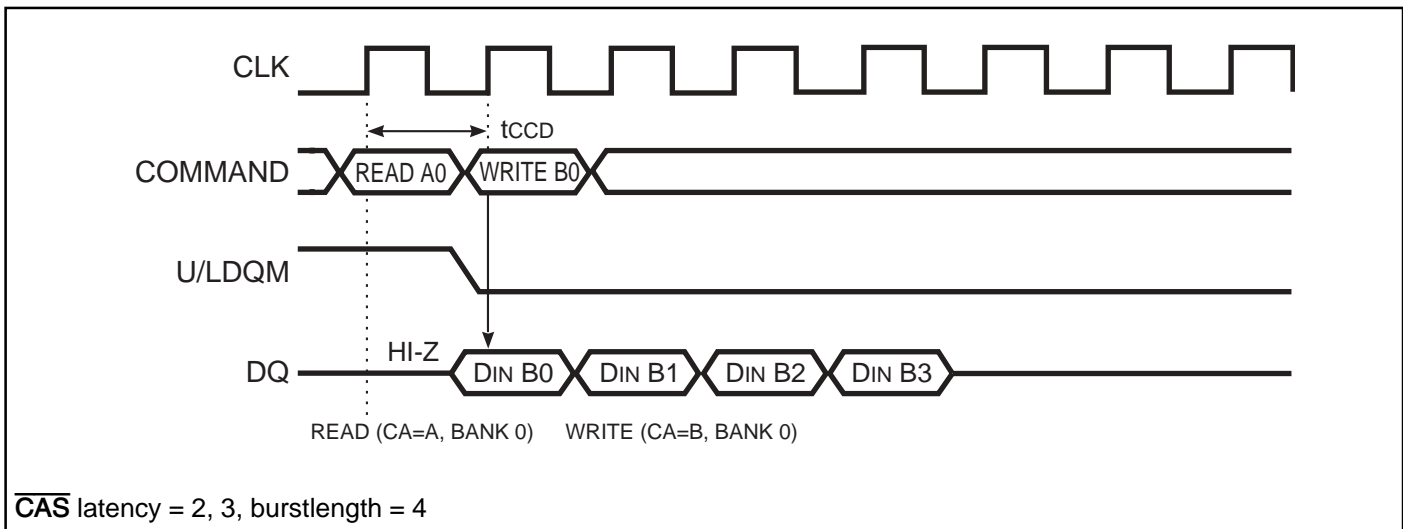 CLK
tCCD
COMMAND READ A0 WRITE B0
U/LDQM
HI-Z
DQ DIN B0 DIN B1 DIN B2 DIN B3
READ (CA=A, BANK 0) WRITE (CA=B, BANK 0)
CAS latency = 2, 3, burstlength = 4